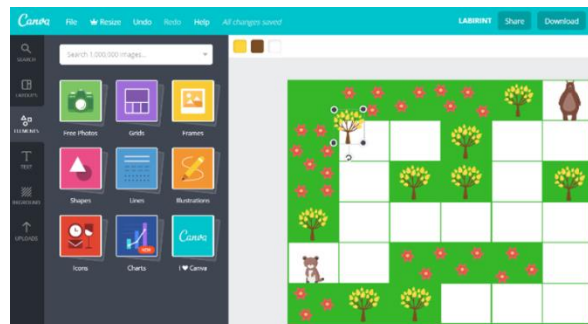 Canva File Resize Undo Redo Help All changes saved LABIRINT Share Download
SEARCH
LAYOUTS
ELEMENTS
TEXT
BACKGROUND
UPLOADS
Search 1,000,000 images...
Free Photos Grids Frames
Shapes Lines Illustrations
Canva
Icons Charts I ♥ Canva